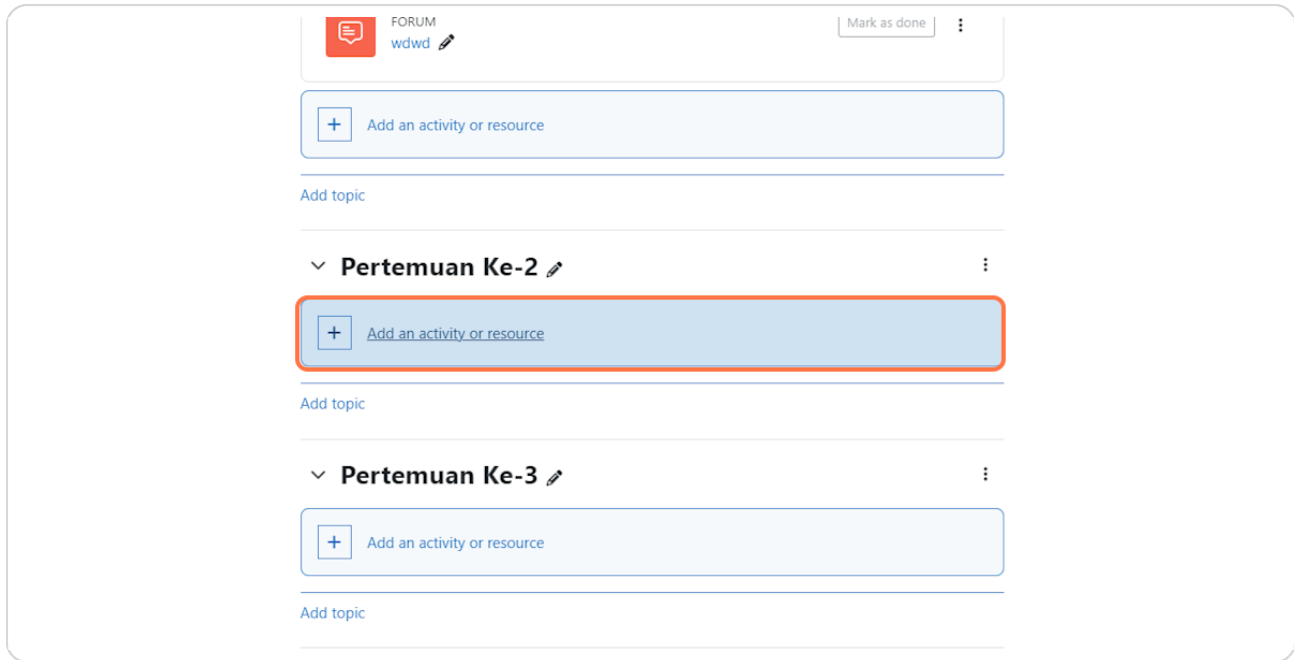 FORUM
Mark as done
wdwd
Add an activity or resource
Add topic
Pertemuan Ke-2
Add an activity or resource
Add topic
Pertemuan Ke-3
Add an activity or resource
Add topic